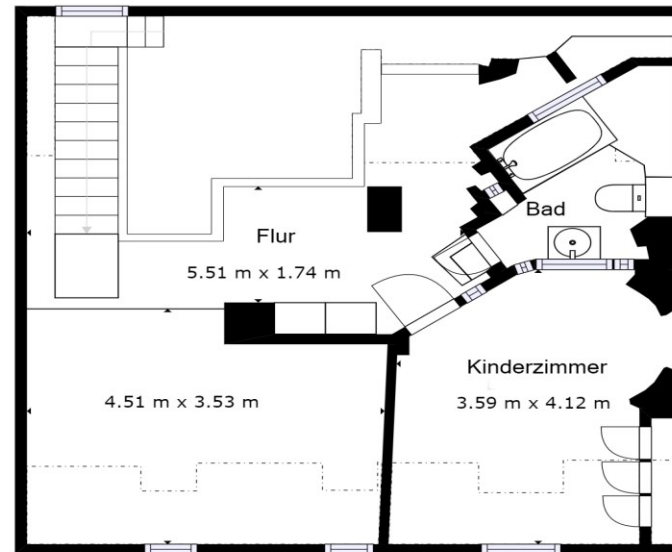 Bad
Flur
5.51 m x 1.74 m
Kinderzimmer
4.51 m x 3.53 m
3.59 m x 4.12 m